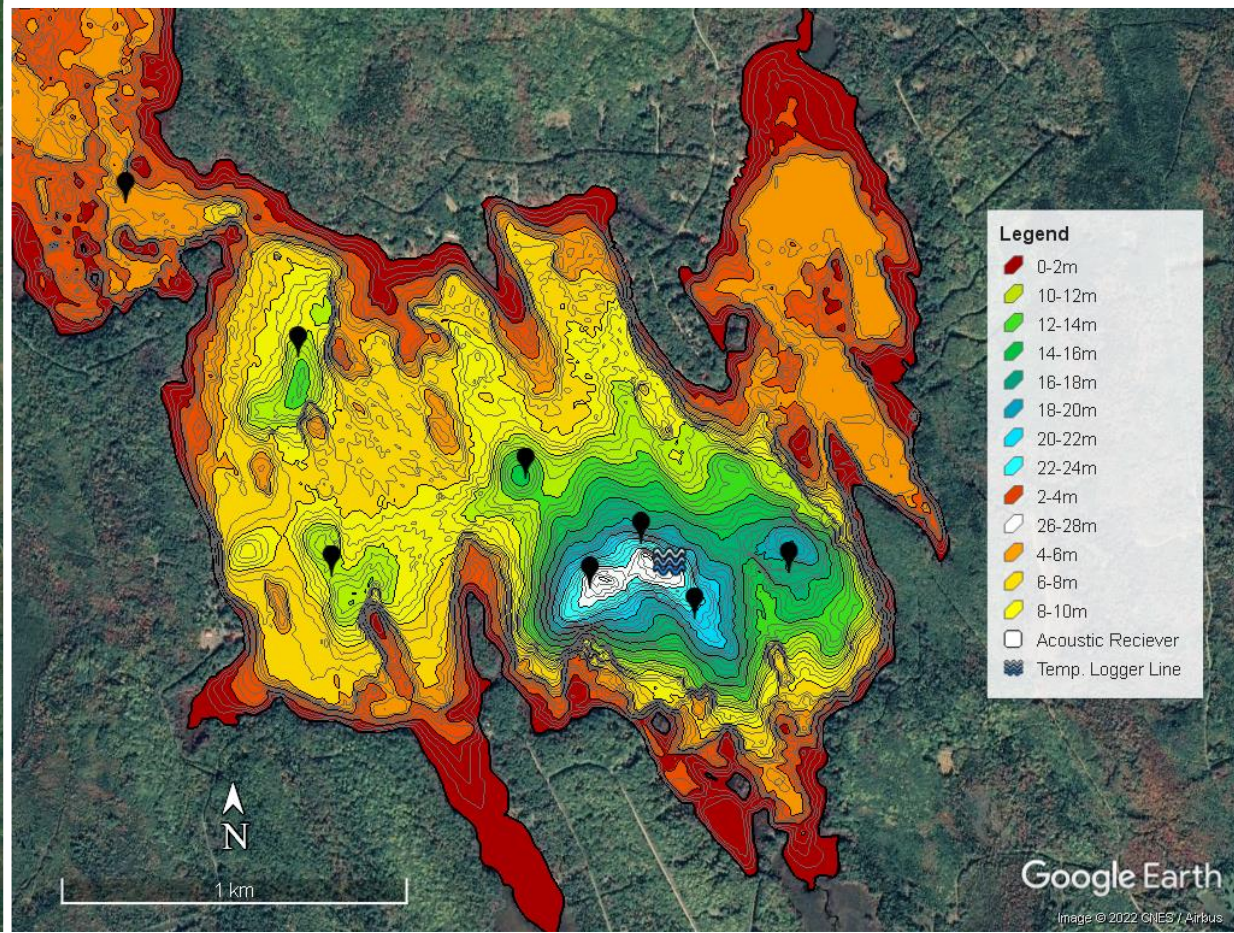 Legend
0-2m
10-12m
12-14m
14-16m
16-18m
18-20m
20-22m
22-24m
2-4m
26-28m
4-6m
6-8m
8-10m
Acoustic Reciever
Temp. Logger Line
N
1 km
Google Earth
Image © 2022 CNES / Airbus